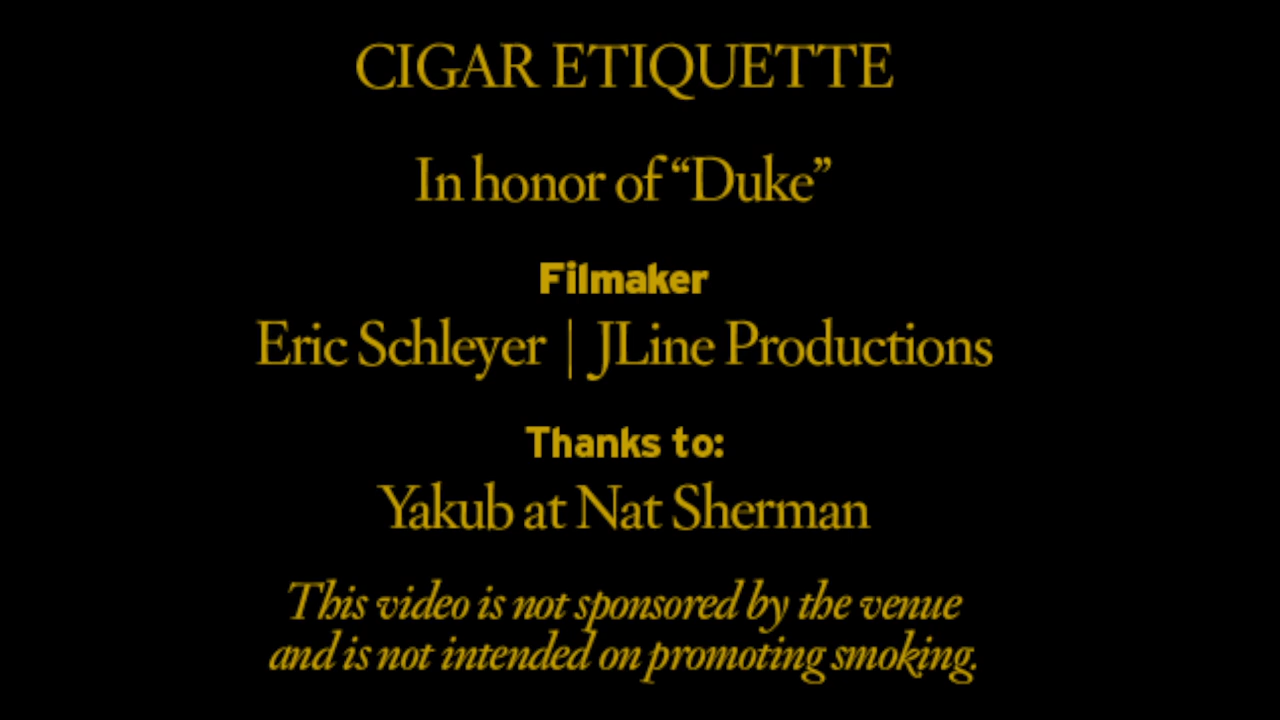 CIGAR ETIQUETTE
In honor of “Duke”
Filmaker
Eric Schleyer | JLine Productions
Thanks to:
Yakub at Nat Sherman
This video is not sponsored by the venue
and is not intended on promoting smoking.